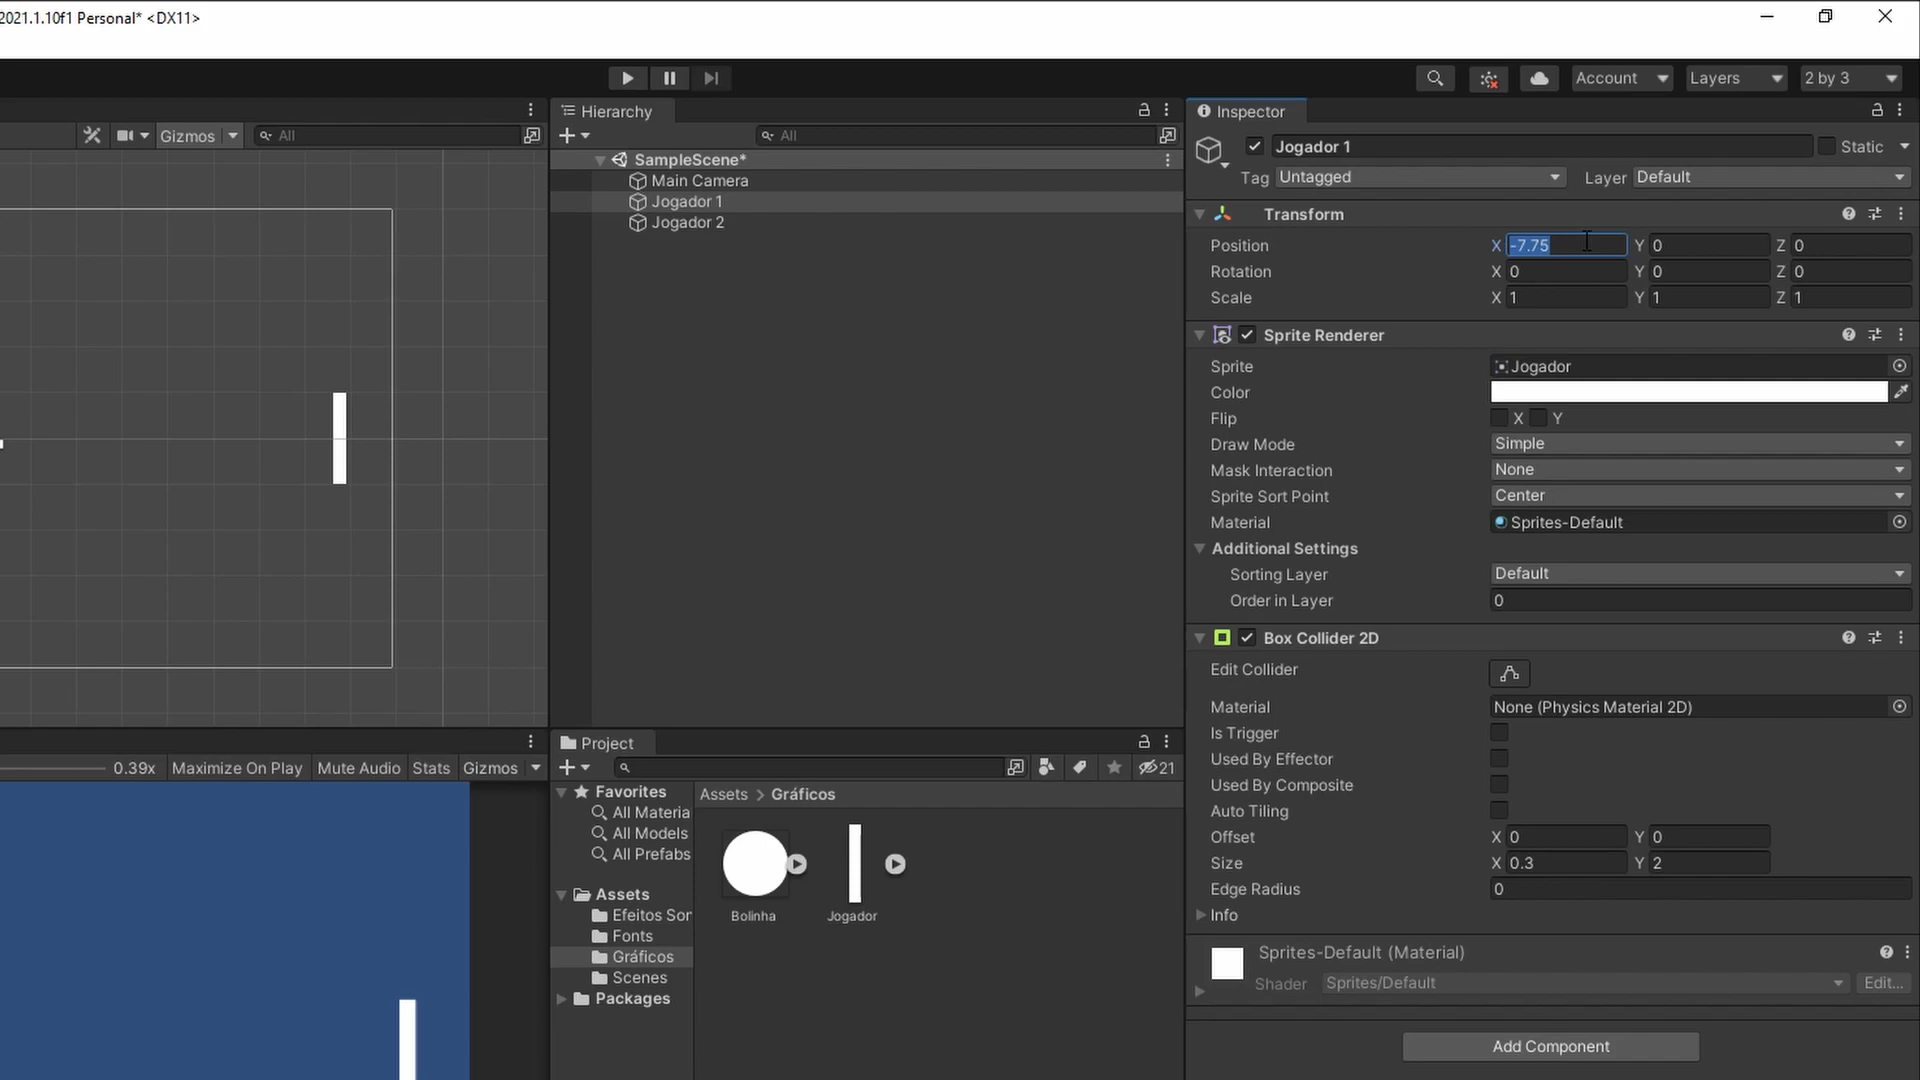 2021.1.10f1 Personal* <DX11>
Account
Layers
2 by 3
Gizmos
All
Hierarchy
All
SampleScene*
Main Camera
Jogador 1
Jogador 2
Inspector
Jogador 1
Static
Tag Untagged
Layer Default
Transform
Position X -7.75 Y 0 Z 0
Rotation X 0 Y 0 Z 0
Scale X 1 Y 1 Z 1
Sprite Renderer
Sprite Jogador
Color
Flip X Y
Draw Mode Simple
Mask Interaction None
Sprite Sort Point Center
Material Sprites-Default
Additional Settings
Sorting Layer Default
Order in Layer 0
Box Collider 2D
Edit Collider
Material None (Physics Material 2D)
Is Trigger
Used By Effector
Used By Composite
Auto Tiling
Offset X 0 Y 0
Size X 0.3 Y 2
Edge Radius 0
Info
Sprites-Default (Material)
Shader Sprites/Default
Edit...
Add Component
0.39x Maximize On Play Mute Audio Stats Gizmos
Project
21
Favorites
All Materia
All Models
All Prefabs
Assets
Efeitos Sor
Fonts
Gráficos
Scenes
Packages
Assets > Gráficos
Bolinha
Jogador